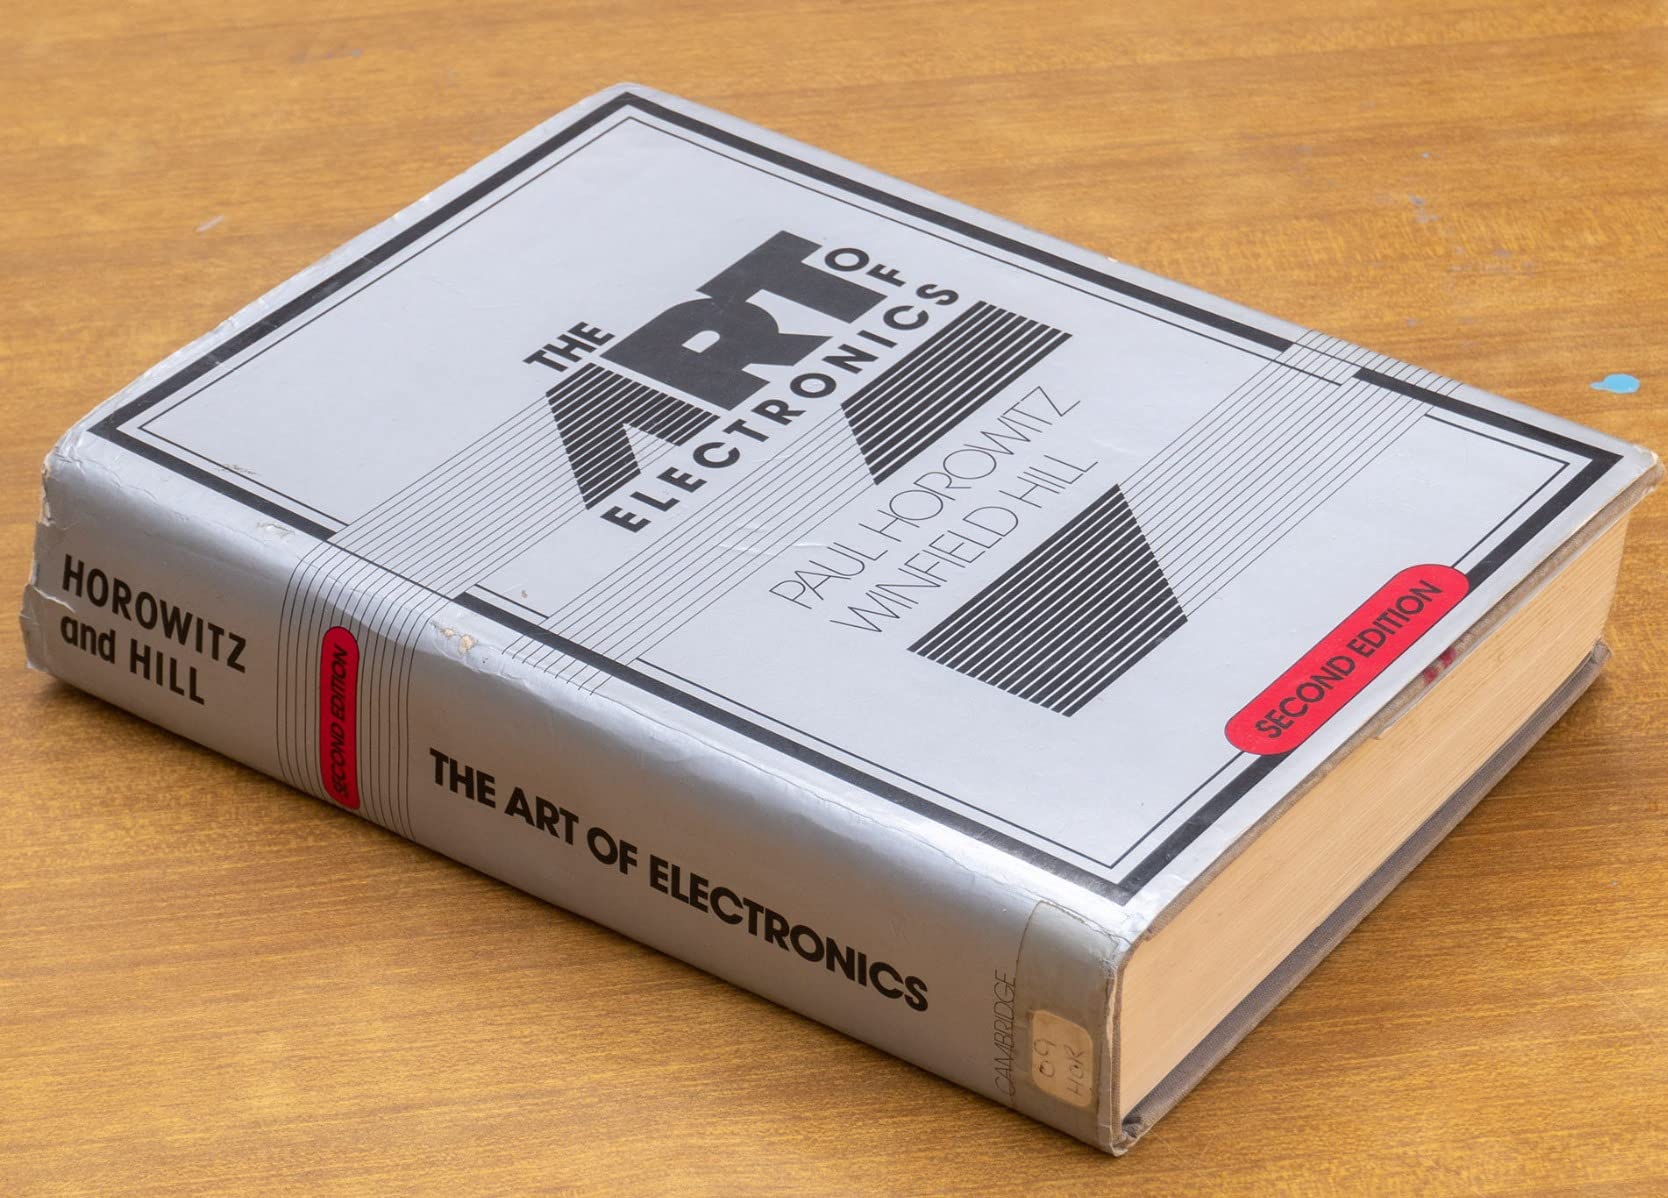 THE
ART
OF
ELECTRONICS
PAUL HOROWITZ
WINFIELD HILL
SECOND EDITION
HOROWITZ
and HILL
SECOND EDITION
THE ART OF ELECTRONICS
CAMBRIDGE
09
HOR